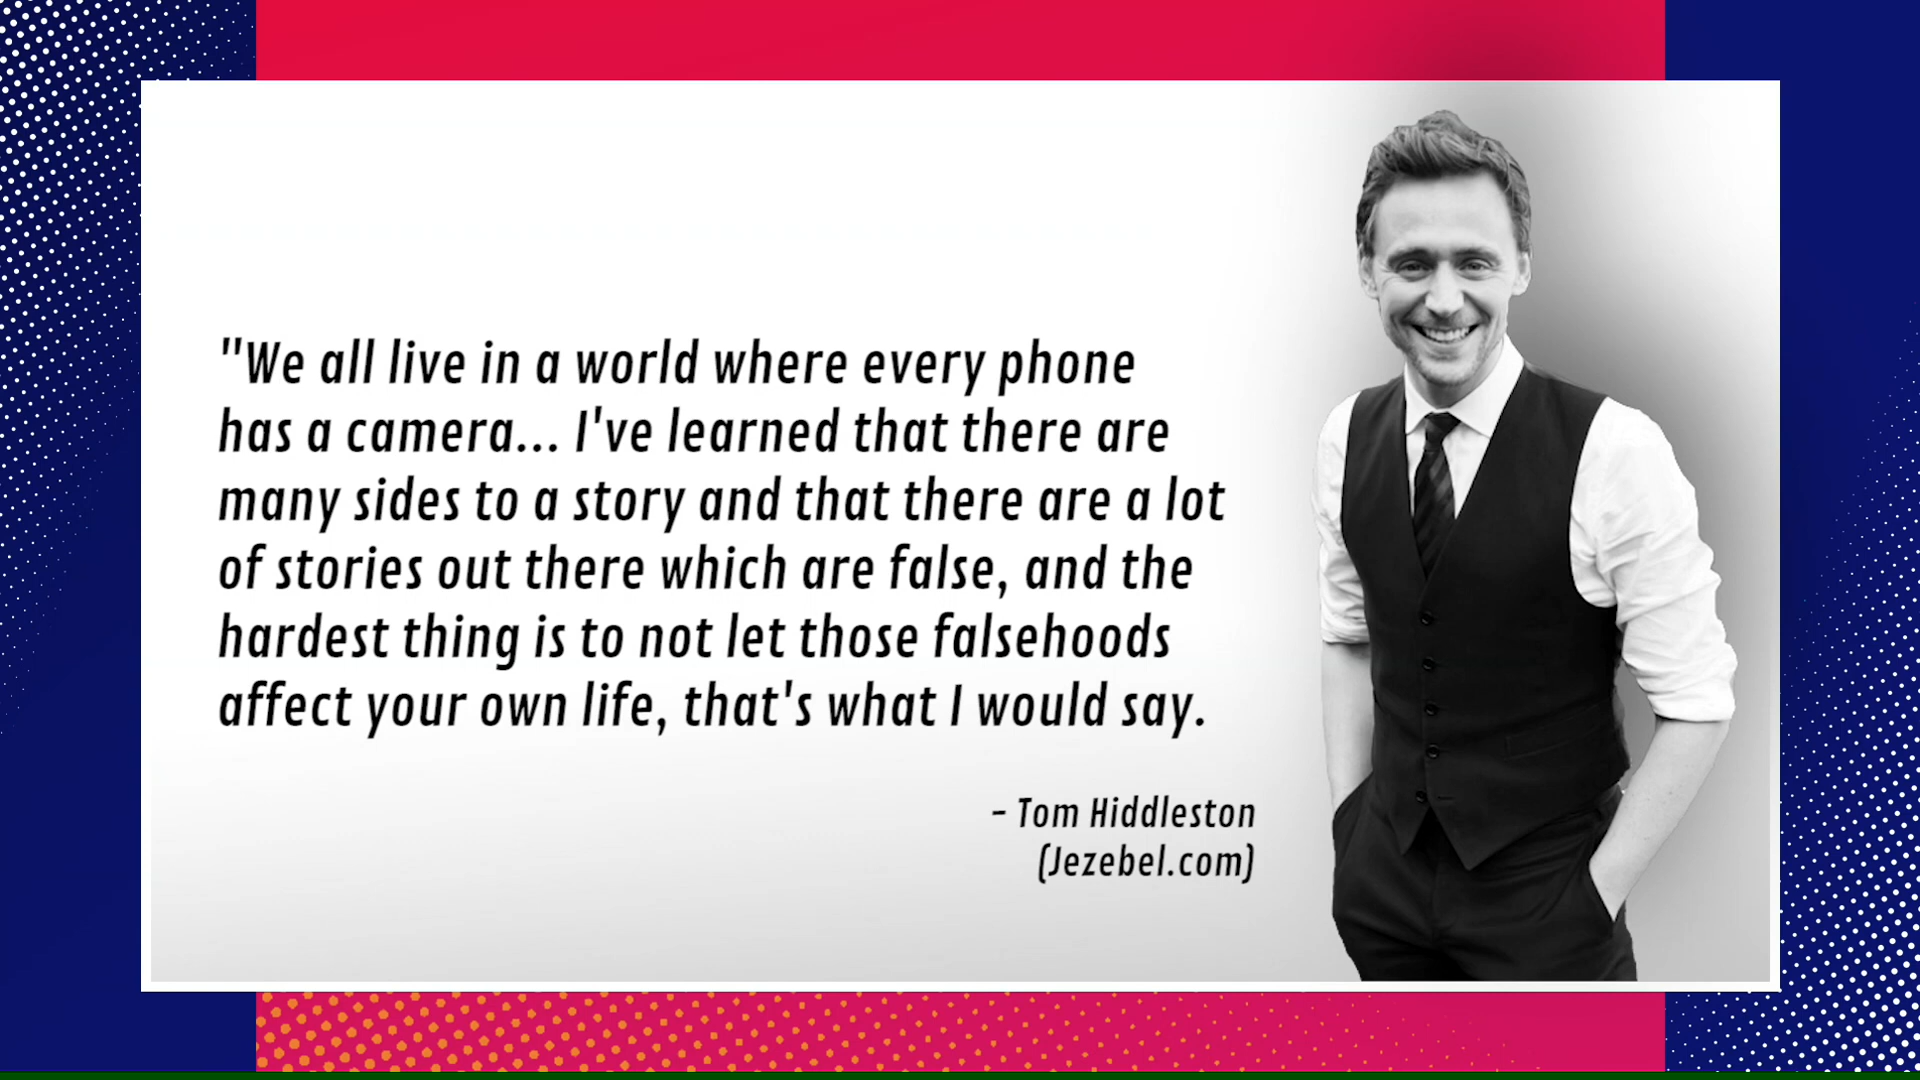 "We all live in a world where every phone
has a camera... I've learned that there are
many sides to a story and that there are a lot
of stories out there which are false, and the
hardest thing is to not let those falsehoods
affect your own life, that's what I would say.
- Tom Hiddleston
(Jezebel.com)